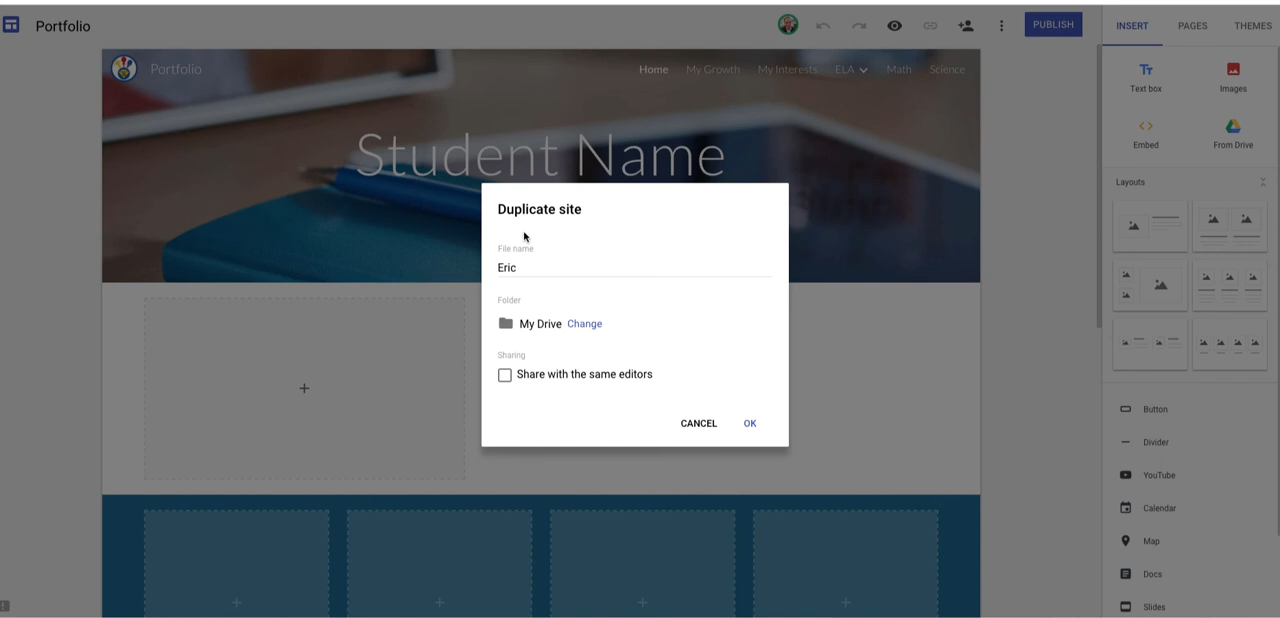 Portfolio
PUBLISH
INSERT PAGES THEMES
Portfolio
Home My Growth My Interests ELA Math Science
Student Name
Text box Images
Embed From Drive
Layouts
Duplicate site
File name
Eric
Folder
My Drive Change
Sharing
Share with the same editors
CANCEL OK
Button
Divider
YouTube
Calendar
Map
Docs
Slides